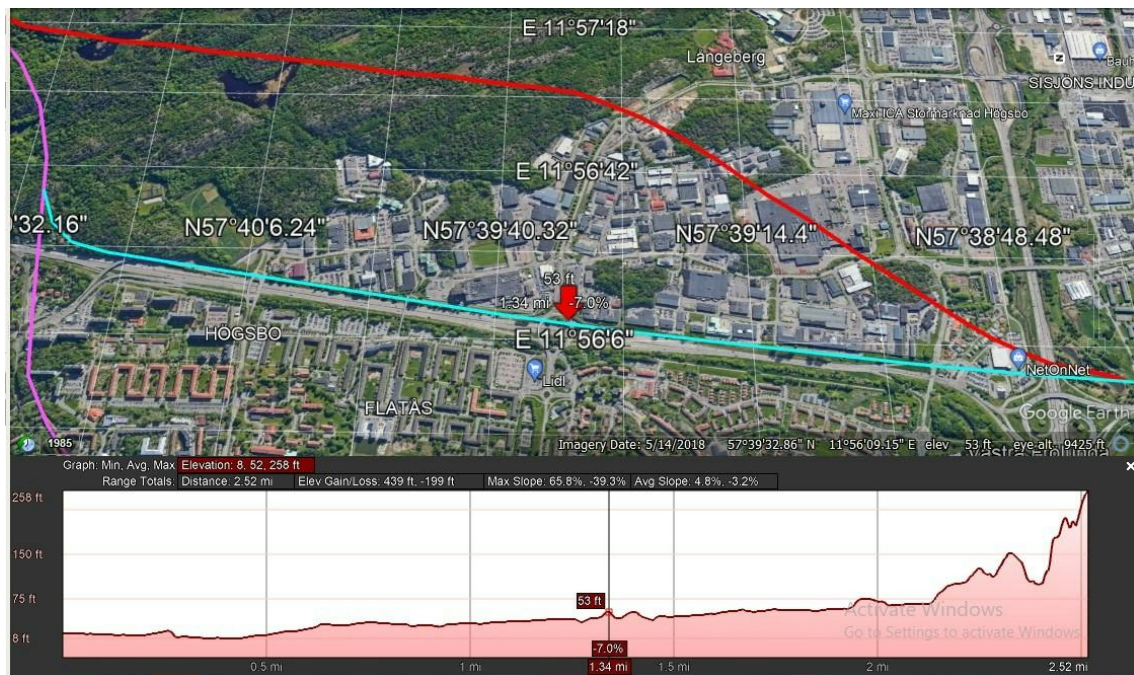 E 11°57'18"
Långeberg
Bauh
SISJÖNS INDU
Maxi ICA Stormarknad Högsbo
E 11°56'42"
0'32.16"
N57°40'6.24"
N57°39'40.32"
N57°39'14.4"
N57°38'48.48"
53 ft
1.34 mi -7.0%
HÖGSBO
E 11°56'6"
Lidl
NetOnNet
FLATÅS
Google Earth
1985
Imagery Date: 5/14/2018 57°39'32.86" N 11°56'09.15" E elev 53 ft eye alt 9425 ft
Västra Frölunda
Graph: Min, Avg, Max Elevation: 8, 52, 258 ft
Range Totals: Distance: 2.52 mi Elev Gain/Loss: 439 ft, -199 ft Max Slope: 65.8%, -39.3% Avg Slope: 4.8%, -3.2%
258 ft
150 ft
75 ft
53 ft
Activate Windows
Go to Settings to activate Windows.
8 ft
-7.0%
0.5 mi
1 mi
1.34 mi
1.5 mi
2 mi
2.52 mi